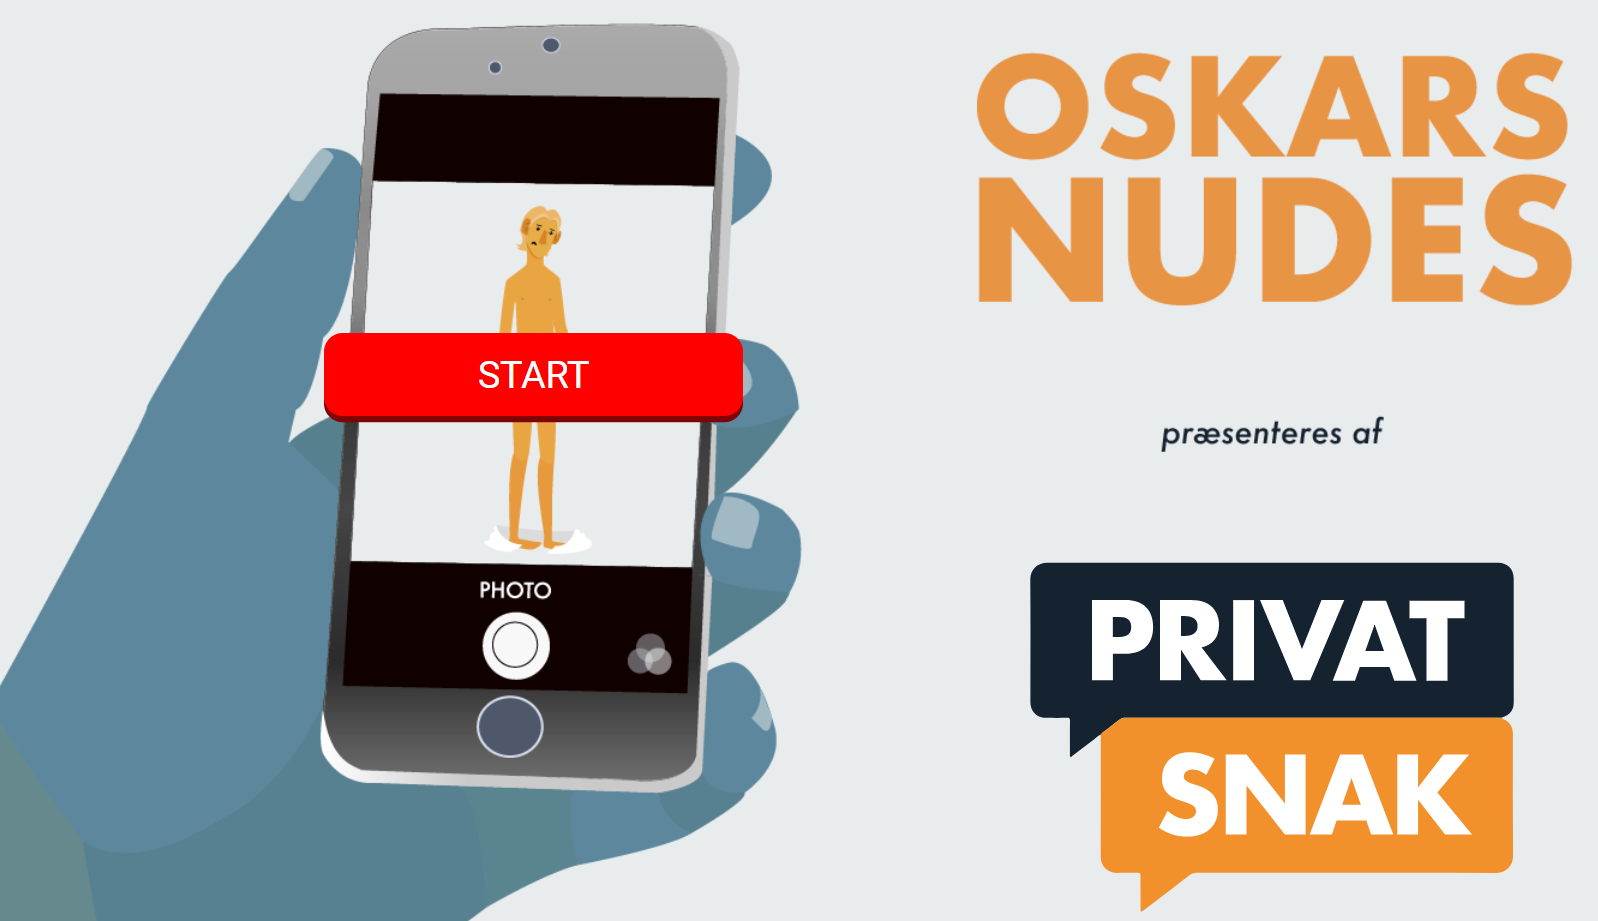 OSKARS
NUDES
START
præsenteres af
PHOTO
PRIVAT
SNAK